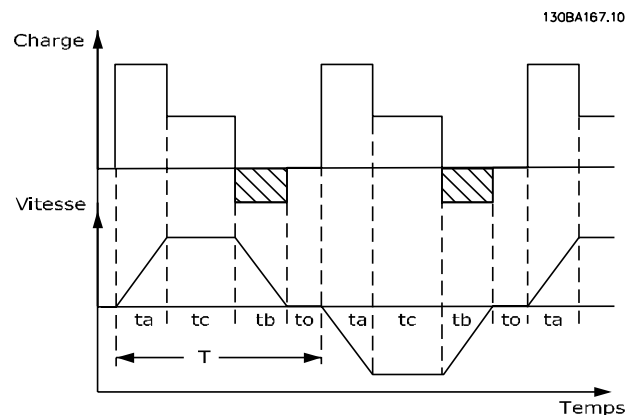 130BA167.10
Charge
Vitesse
ta tc tb to ta tc tb to ta
T
Temps